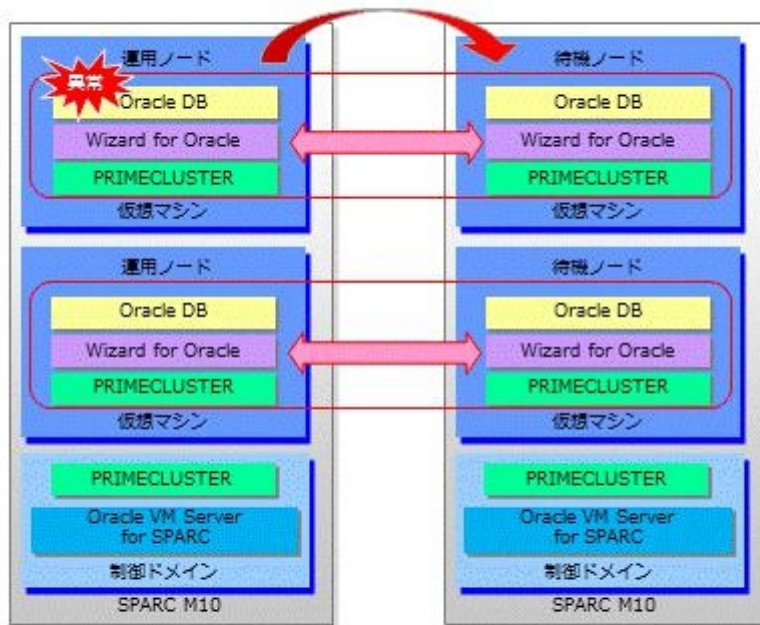 運用ノード
異常
Oracle DB
Wizard for Oracle
PRIMECLUSTER
仮想マシン
待機ノード
Oracle DB
Wizard for Oracle
PRIMECLUSTER
仮想マシン
運用ノード
Oracle DB
Wizard for Oracle
PRIMECLUSTER
仮想マシン
待機ノード
Oracle DB
Wizard for Oracle
PRIMECLUSTER
仮想マシン
PRIMECLUSTER
Oracle VM Server
for SPARC
制御ドメイン
SPARC M10
PRIMECLUSTER
Oracle VM Server
for SPARC
制御ドメイン
SPARC M10